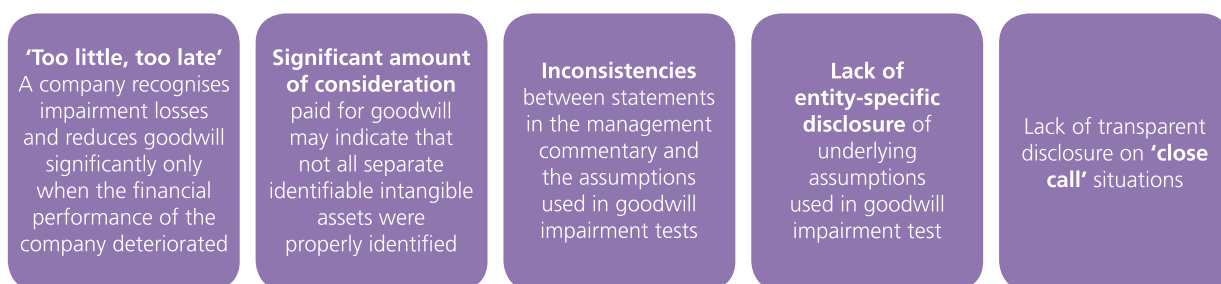 ‘Too little, too late’
A company recognises
impairment losses
and reduces goodwill
significantly only
when the financial
performance of the
company deteriorated
Significant amount
of consideration
paid for goodwill
may indicate that
not all separate
identifiable intangible
assets were
properly identified
Inconsistencies
between statements
in the management
commentary and
the assumptions
used in goodwill
impairment tests
Lack of
entity-specific
disclosure of
underlying
assumptions
used in goodwill
impairment test
Lack of transparent
disclosure on ‘close
call’ situations